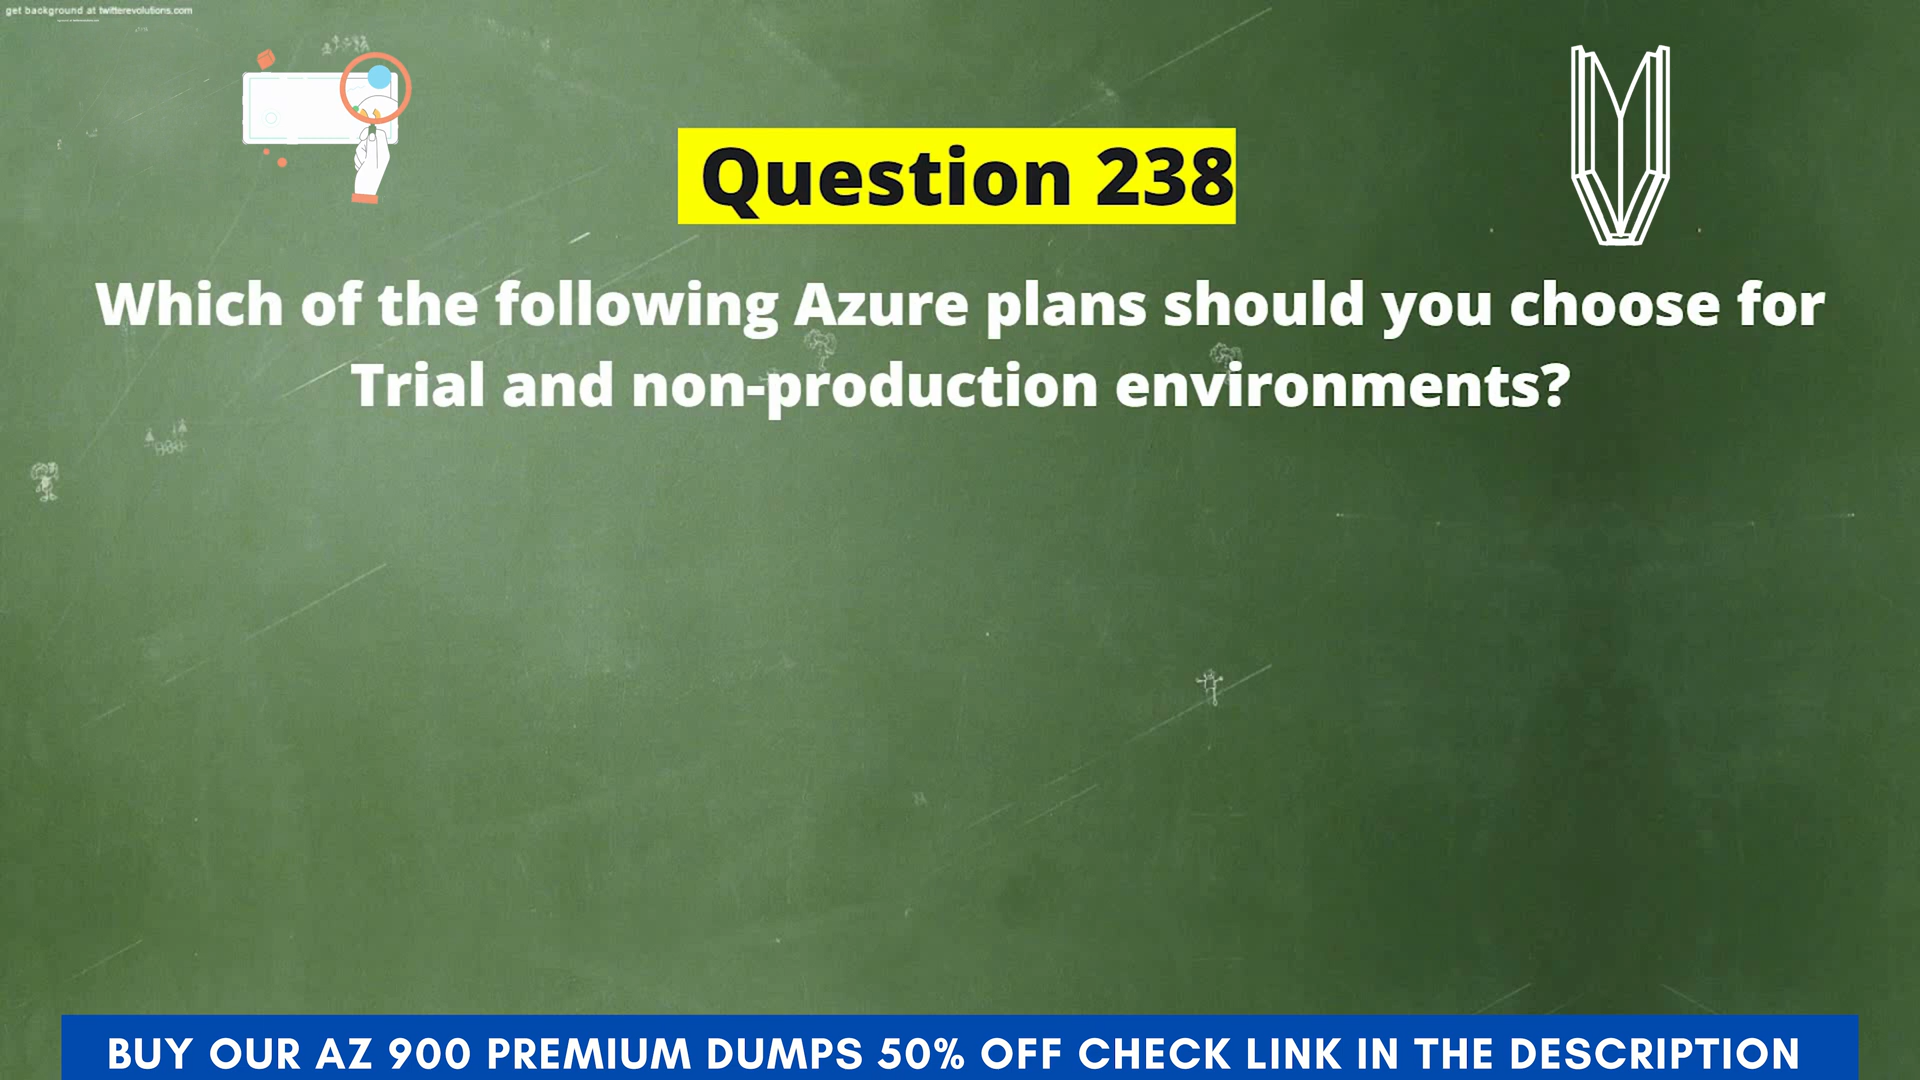 get background at twitterevolutions.com
Question 238
Which of the following Azure plans should you choose for
Trial and non-production environments?
BUY OUR AZ 900 PREMIUM DUMPS 50% OFF CHECK LINK IN THE DESCRIPTION